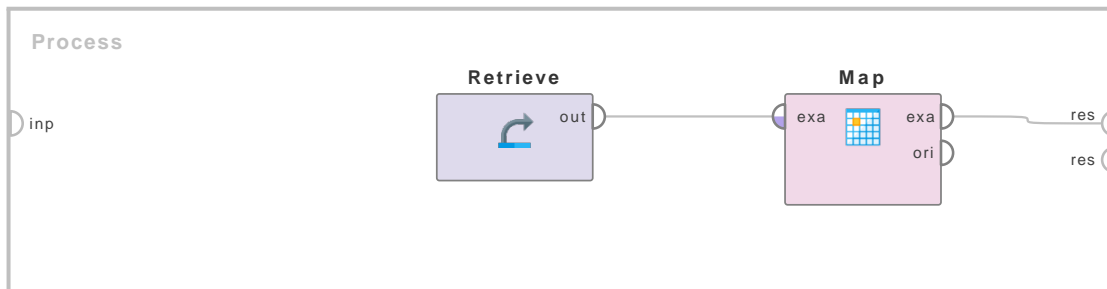 Process
Retrieve
Map
inp
out
exa
exa
res
ori
res